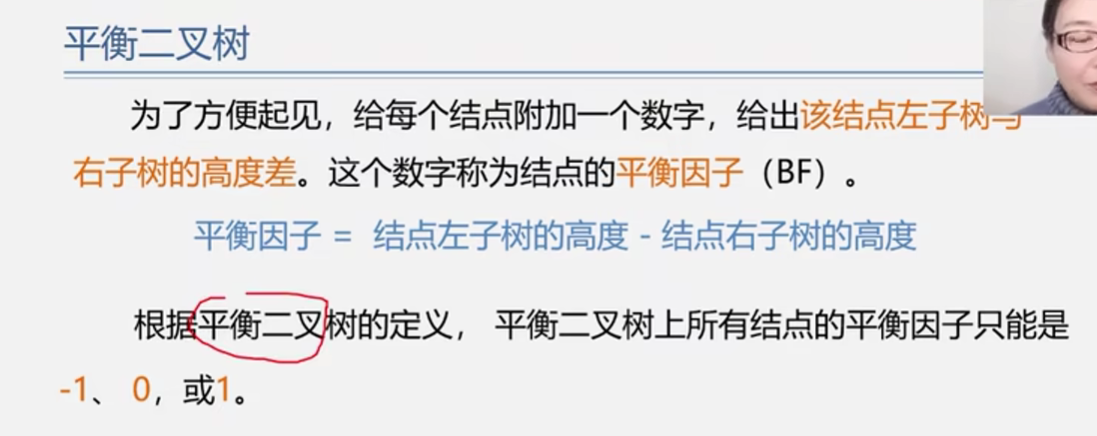 平衡二叉树
为了方便起见，给每个结点附加一个数字，给出该结点左子树与
右子树的高度差。这个数字称为结点的平衡因子（BF）。
平衡因子 = 结点左子树的高度 - 结点右子树的高度
根据平衡二叉树的定义， 平衡二叉树上所有结点的平衡因子只能是
-1、 0，或1。